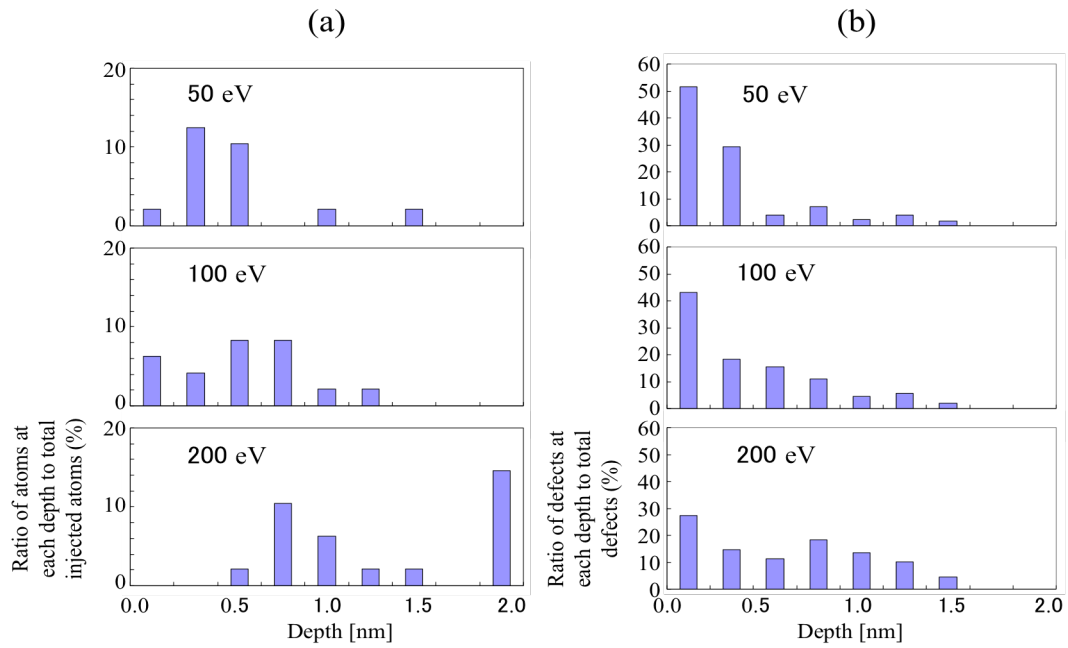 (a)
(b)
20
50 eV
10
0
20
100 eV
10
0
20
200 eV
10
0
0.0 0.5 1.0 1.5 2.0
Depth [nm]
Ratio of atoms at
each depth to total
injected atoms (%)
60
50 eV
50
40
30
20
10
0
60
100 eV
50
40
30
20
10
0
60
200 eV
50
40
30
20
10
0
0.0 0.5 1.0 1.5 2.0
Depth [nm]
Ratio of defects at
each depth to total
defects (%)